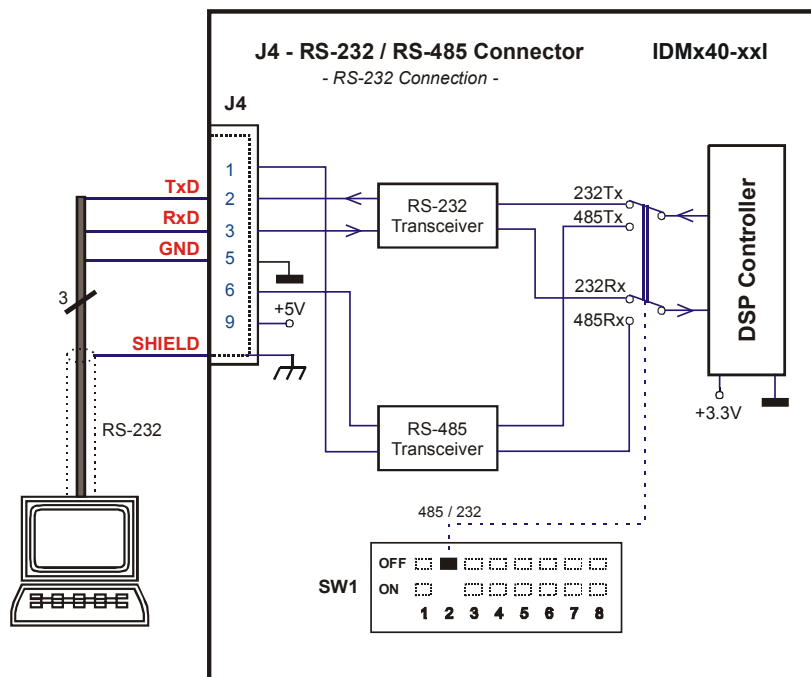 J4 - RS-232 / RS-485 Connector
IDMx40-xxI
- RS-232 Connection -
J4
1
TxD
2
RxD
3
GND
5
6
+5V
9
SHIELD
3
RS-232
RS-232
Transceiver
232Tx
485Tx
232Rx
485Rx
DSP Controller
+3.3V
RS-485
Transceiver
485 / 232
SW1
OFF
ON
1 2 3 4 5 6 7 8